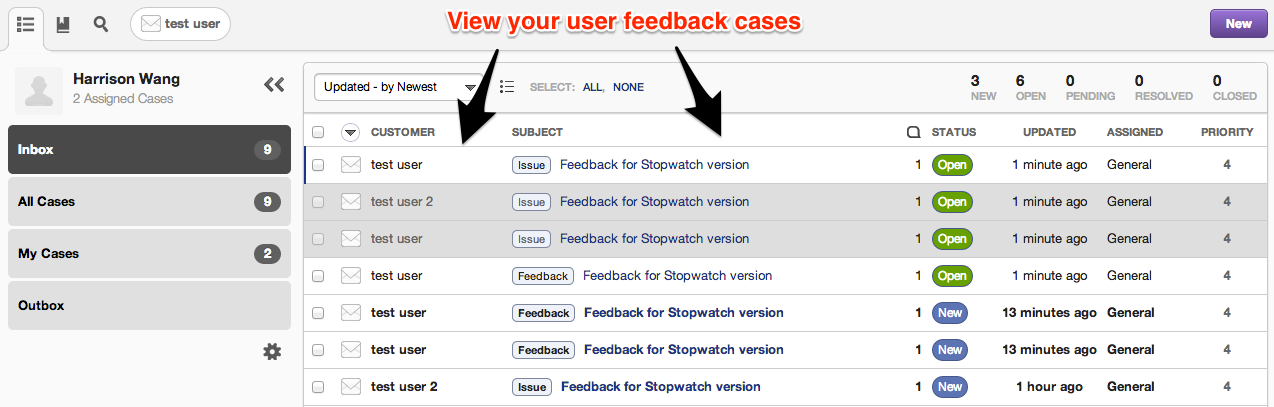 test user
View your user feedback cases
New
Harrison Wang
2 Assigned Cases
Inbox 9
All Cases 9
My Cases 2
Outbox
Updated - by Newest SELECT: ALL, NONE
3 6 0 0 0
NEW OPEN PENDING RESOLVED CLOSED
CUSTOMER SUBJECT STATUS UPDATED ASSIGNED PRIORITY
test user Issue Feedback for Stopwatch version 1 Open 1 minute ago General 4
test user 2 Issue Feedback for Stopwatch version 1 Open 1 minute ago General 4
test user Issue Feedback for Stopwatch version 1 Open 1 minute ago General 4
test user Feedback Feedback for Stopwatch version 1 Open 1 minute ago General 4
test user Feedback Feedback for Stopwatch version 1 New 13 minutes ago General 4
test user Feedback Feedback for Stopwatch version 1 New 13 minutes ago General 4
test user 2 Issue Feedback for Stopwatch version 1 New 1 hour ago General 4